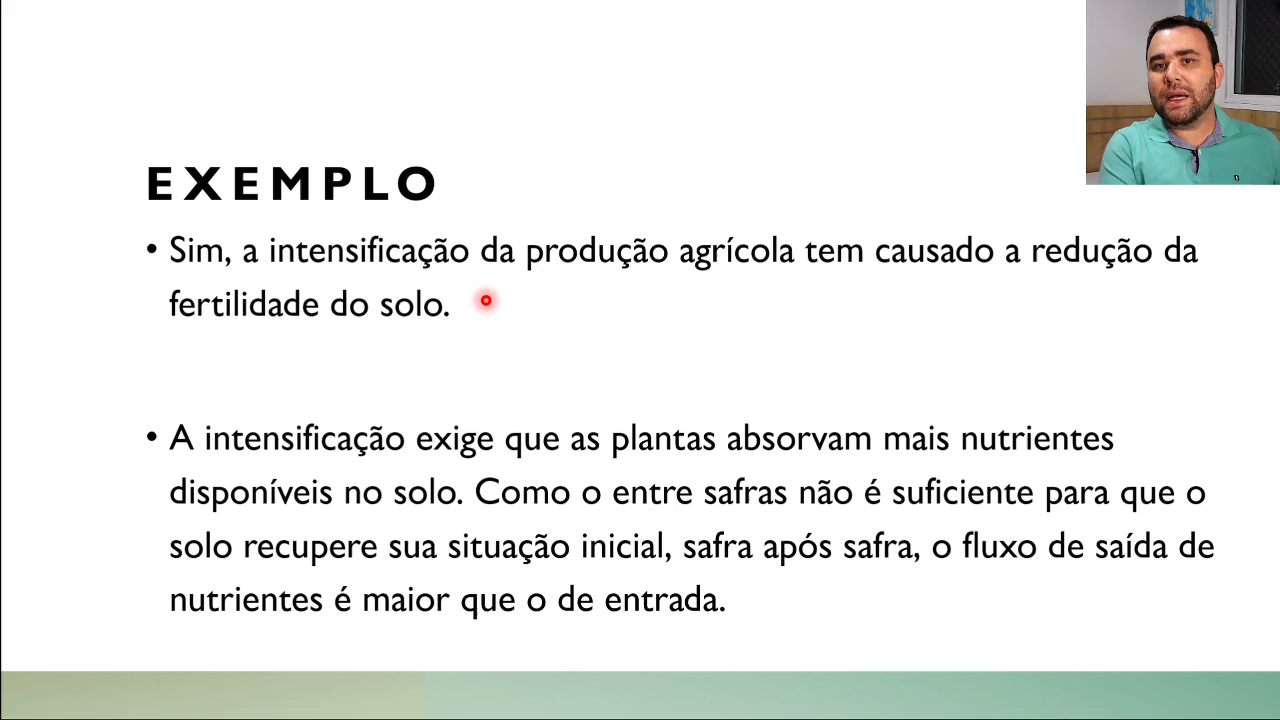 EXEMPLO
• Sim, a intensificação da produção agrícola tem causado a redução da
fertilidade do solo.
• A intensificação exige que as plantas absorvam mais nutrientes
disponíveis no solo. Como o entre safras não é suficiente para que o
solo recupere sua situação inicial, safra após safra, o fluxo de saída de
nutrientes é maior que o de entrada.